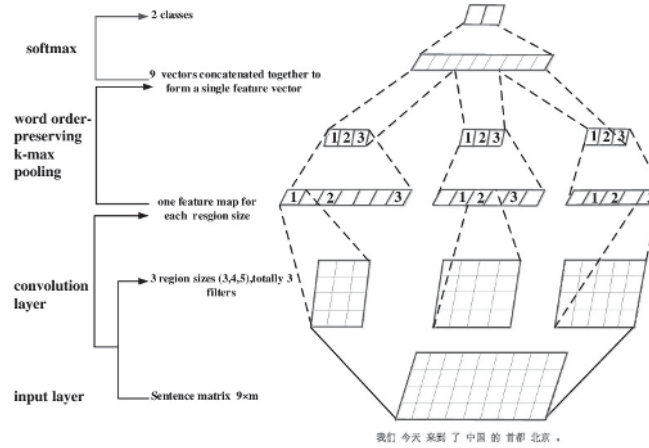 2 classes
softmax
9 vectors concatenated together to
form a single feature vector
word order-
preserving
k-max
pooling
1 2 3
1 2 3
1 2 3
one feature map for
each resgion size
1 2 3
1 2 3
1 2
convolution
layer
3 region sizes (3,4,5),totally 3
filters
input layer
Sentence matrix 9×m
我们 今天 来到 了 中国 的 首都 北京 。